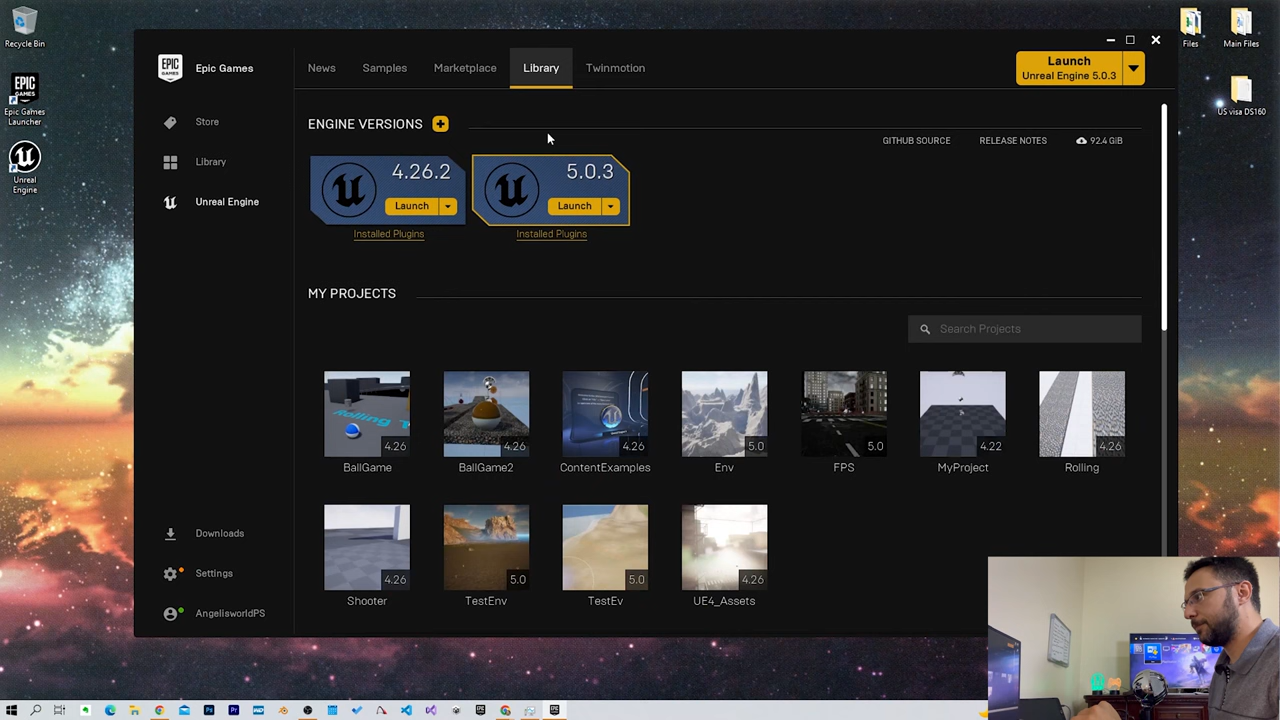 Recycle Bin
Epic Games
Launcher
Unreal
Engine
Files
Main Files
US visa DS160
EPIC
GAMES
Epic Games
News
Samples
Marketplace
Library
Twinmotion
Launch
Unreal Engine 5.0.3
Store
Library
Unreal Engine
Downloads
Settings
AngelisworldPS
ENGINE VERSIONS
GITHUB SOURCE
RELEASE NOTES
92.4 GiB
4.26.2
Launch
Installed Plugins
5.0.3
Launch
Installed Plugins
MY PROJECTS
Search Projects
4.26
BallGame
4.26
BallGame2
4.26
ContentExamples
5.0
Env
5.0
FPS
4.22
MyProject
4.26
Rolling
4.26
Shooter
5.0
TestEnv
5.0
TestEv
4.26
UE4_Assets